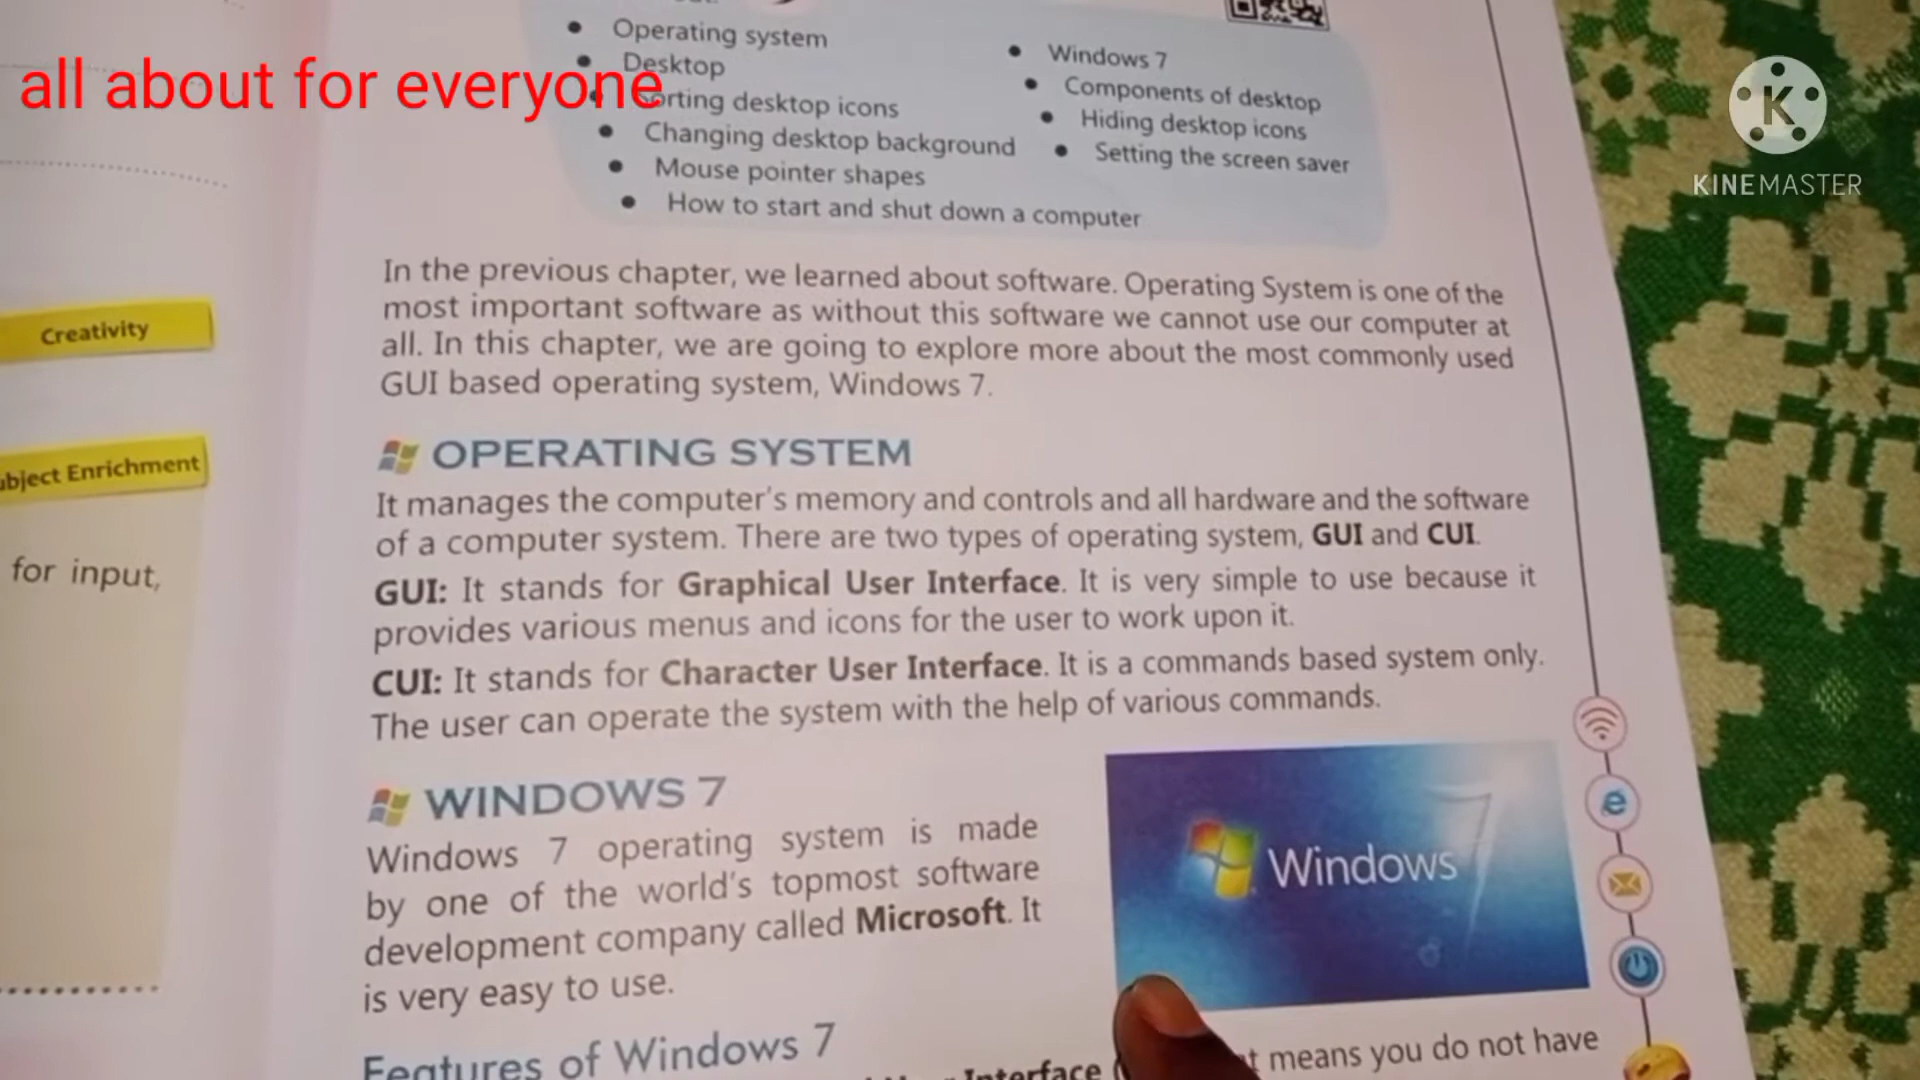 all about for everyone
KINEMASTER
Operating system
Desktop
Sorting desktop icons
Changing desktop background
Mouse pointer shapes
How to start and shut down a computer
Windows 7
Components of desktop
Hiding desktop icons
Setting the screen saver
Creativity
Enrichment
for input,
In the previous chapter, we learned about software. Operating System is one of the
most important software as without this software we cannot use our computer at
all. In this chapter, we are going to explore more about the most commonly used
GUI based operating system, Windows 7.
OPERATING SYSTEM
It manages the computer's memory and controls and all hardware and the software
of a computer system. There are two types of operating system, GUI and CUI.
GUI: It stands for Graphical User Interface. It is very simple to use because it
provides various menus and icons for the user to work upon it.
CUI: It stands for Character User Interface. It is a commands based system only.
The user can operate the system with the help of various commands.
WINDOWS 7
Windows 7 operating system is made
by one of the world's topmost software
development company called Microsoft. It
is very easy to use.
Windows 7
Features of Windows 7
Interface
means you do not have